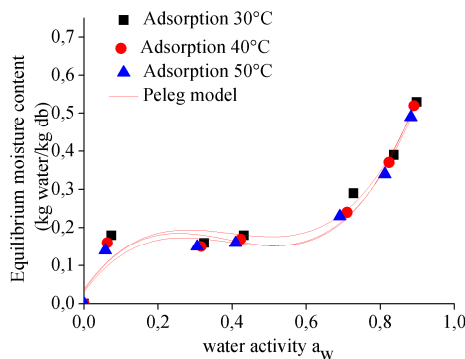 Adsorption 30°C
Adsorption 40°C
Adsorption 50°C
Peleg model
Equilibrium moisture content
(kg water/kg db)
0,7
0,6
0,5
0,4
0,3
0,2
0,1
0,0
0,0 0,2 0,4 0,6 0,8 1,0
water activity aw